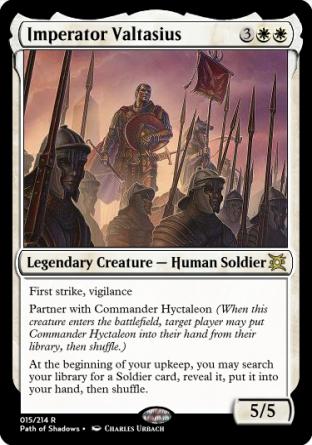 Imperator Valtasius 3
Legendary Creature — Human Soldier
First strike, vigilance
Partner with Commander Hyctaleon (When this
creature enters the battlefield, target player may put
Commander Hyctaleon into their hand from their
library, then shuffle.)
At the beginning of your upkeep, you may search
your library for a Soldier card, reveal it, put it into
your hand, then shuffle.
5/5
015/214 R
Path of Shadows • Charles Urbach